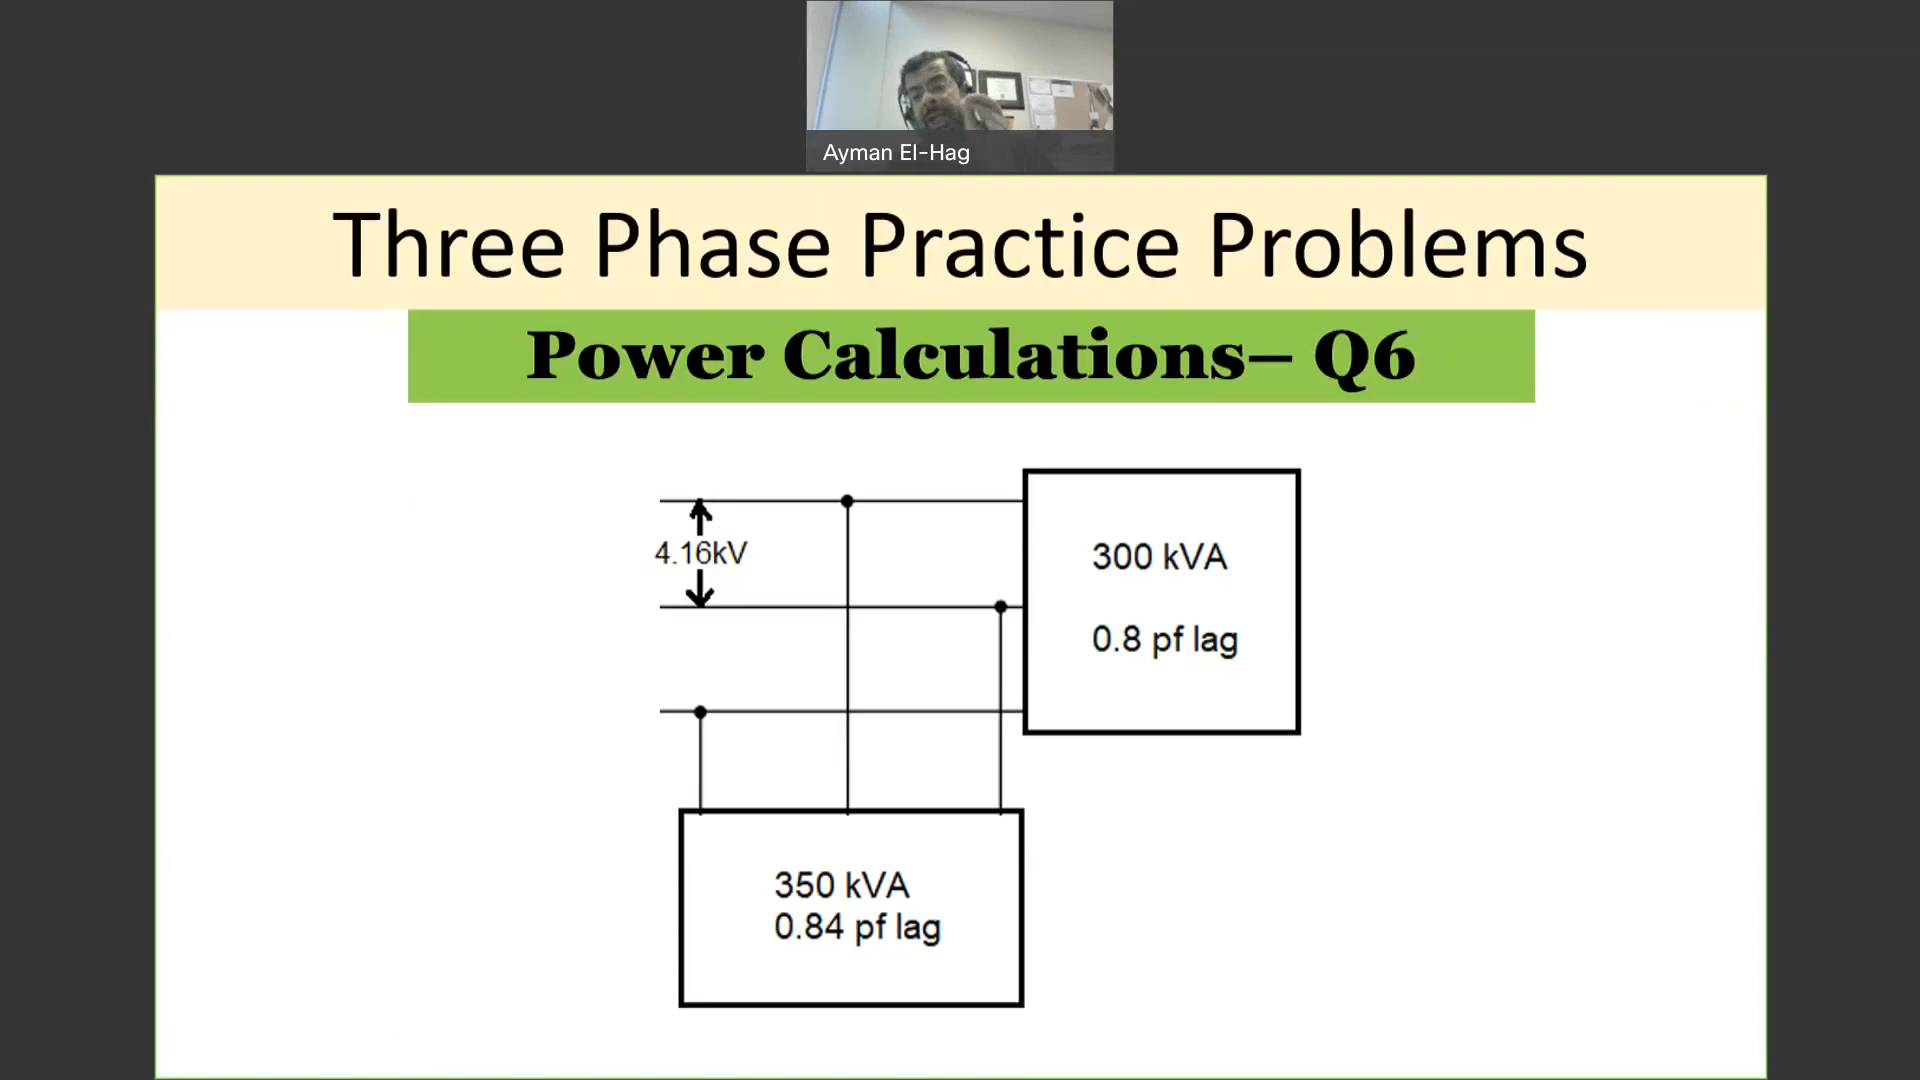 Ayman El-Hag
Three Phase Practice Problems
Power Calculations– Q6
4.16kV
300 kVA
0.8 pf lag
350 kVA
0.84 pf lag